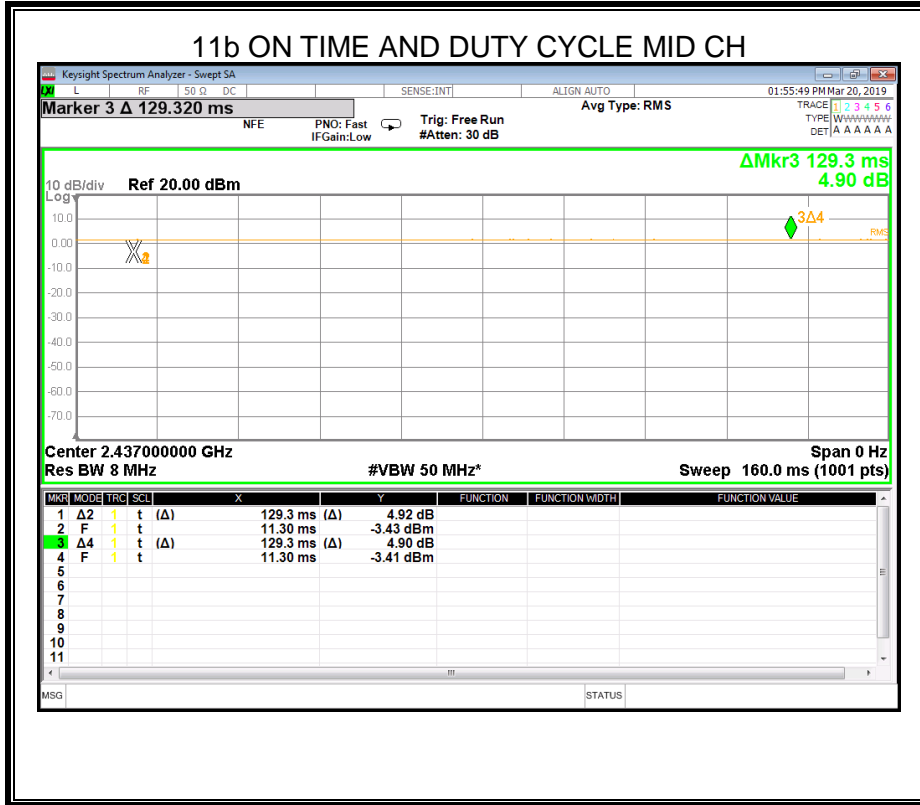 11b ON TIME AND DUTY CYCLE MID CH
Keysight Spectrum Analyzer - Swept SA
L RF 50 Ω DC SENSE:INT ALIGN AUTO 01:55:49 PM Mar 20, 2019
Marker 3 Δ 129.320 ms Avg Type: RMS TRACE 1 2 3 4 5 6
NFE PNO: Fast Trig: Free Run TYPE WWWWWW
IFGain:Low #Atten: 30 dB DET A A A A A A
ΔMkr3 129.3 ms
10 dB/div Ref 20.00 dBm 4.90 dB
Log
10.0
3Δ4
RMS
0.00
2
-10.0
-20.0
-30.0
-40.0
-50.0
-60.0
-70.0
Center 2.437000000 GHz Span 0 Hz
Res BW 8 MHz #VBW 50 MHz* Sweep 160.0 ms (1001 pts)
MKR MODE TRC SCL X Y FUNCTION FUNCTION WIDTH FUNCTION VALUE
1 Δ2 1 t (Δ) 129.3 ms (Δ) 4.92 dB
2 F 1 t 11.30 ms -3.43 dBm
3 Δ4 1 t (Δ) 129.3 ms (Δ) 4.90 dB
4 F 1 t 11.30 ms -3.41 dBm
5
6
7
8
9
10
11
MSG STATUS